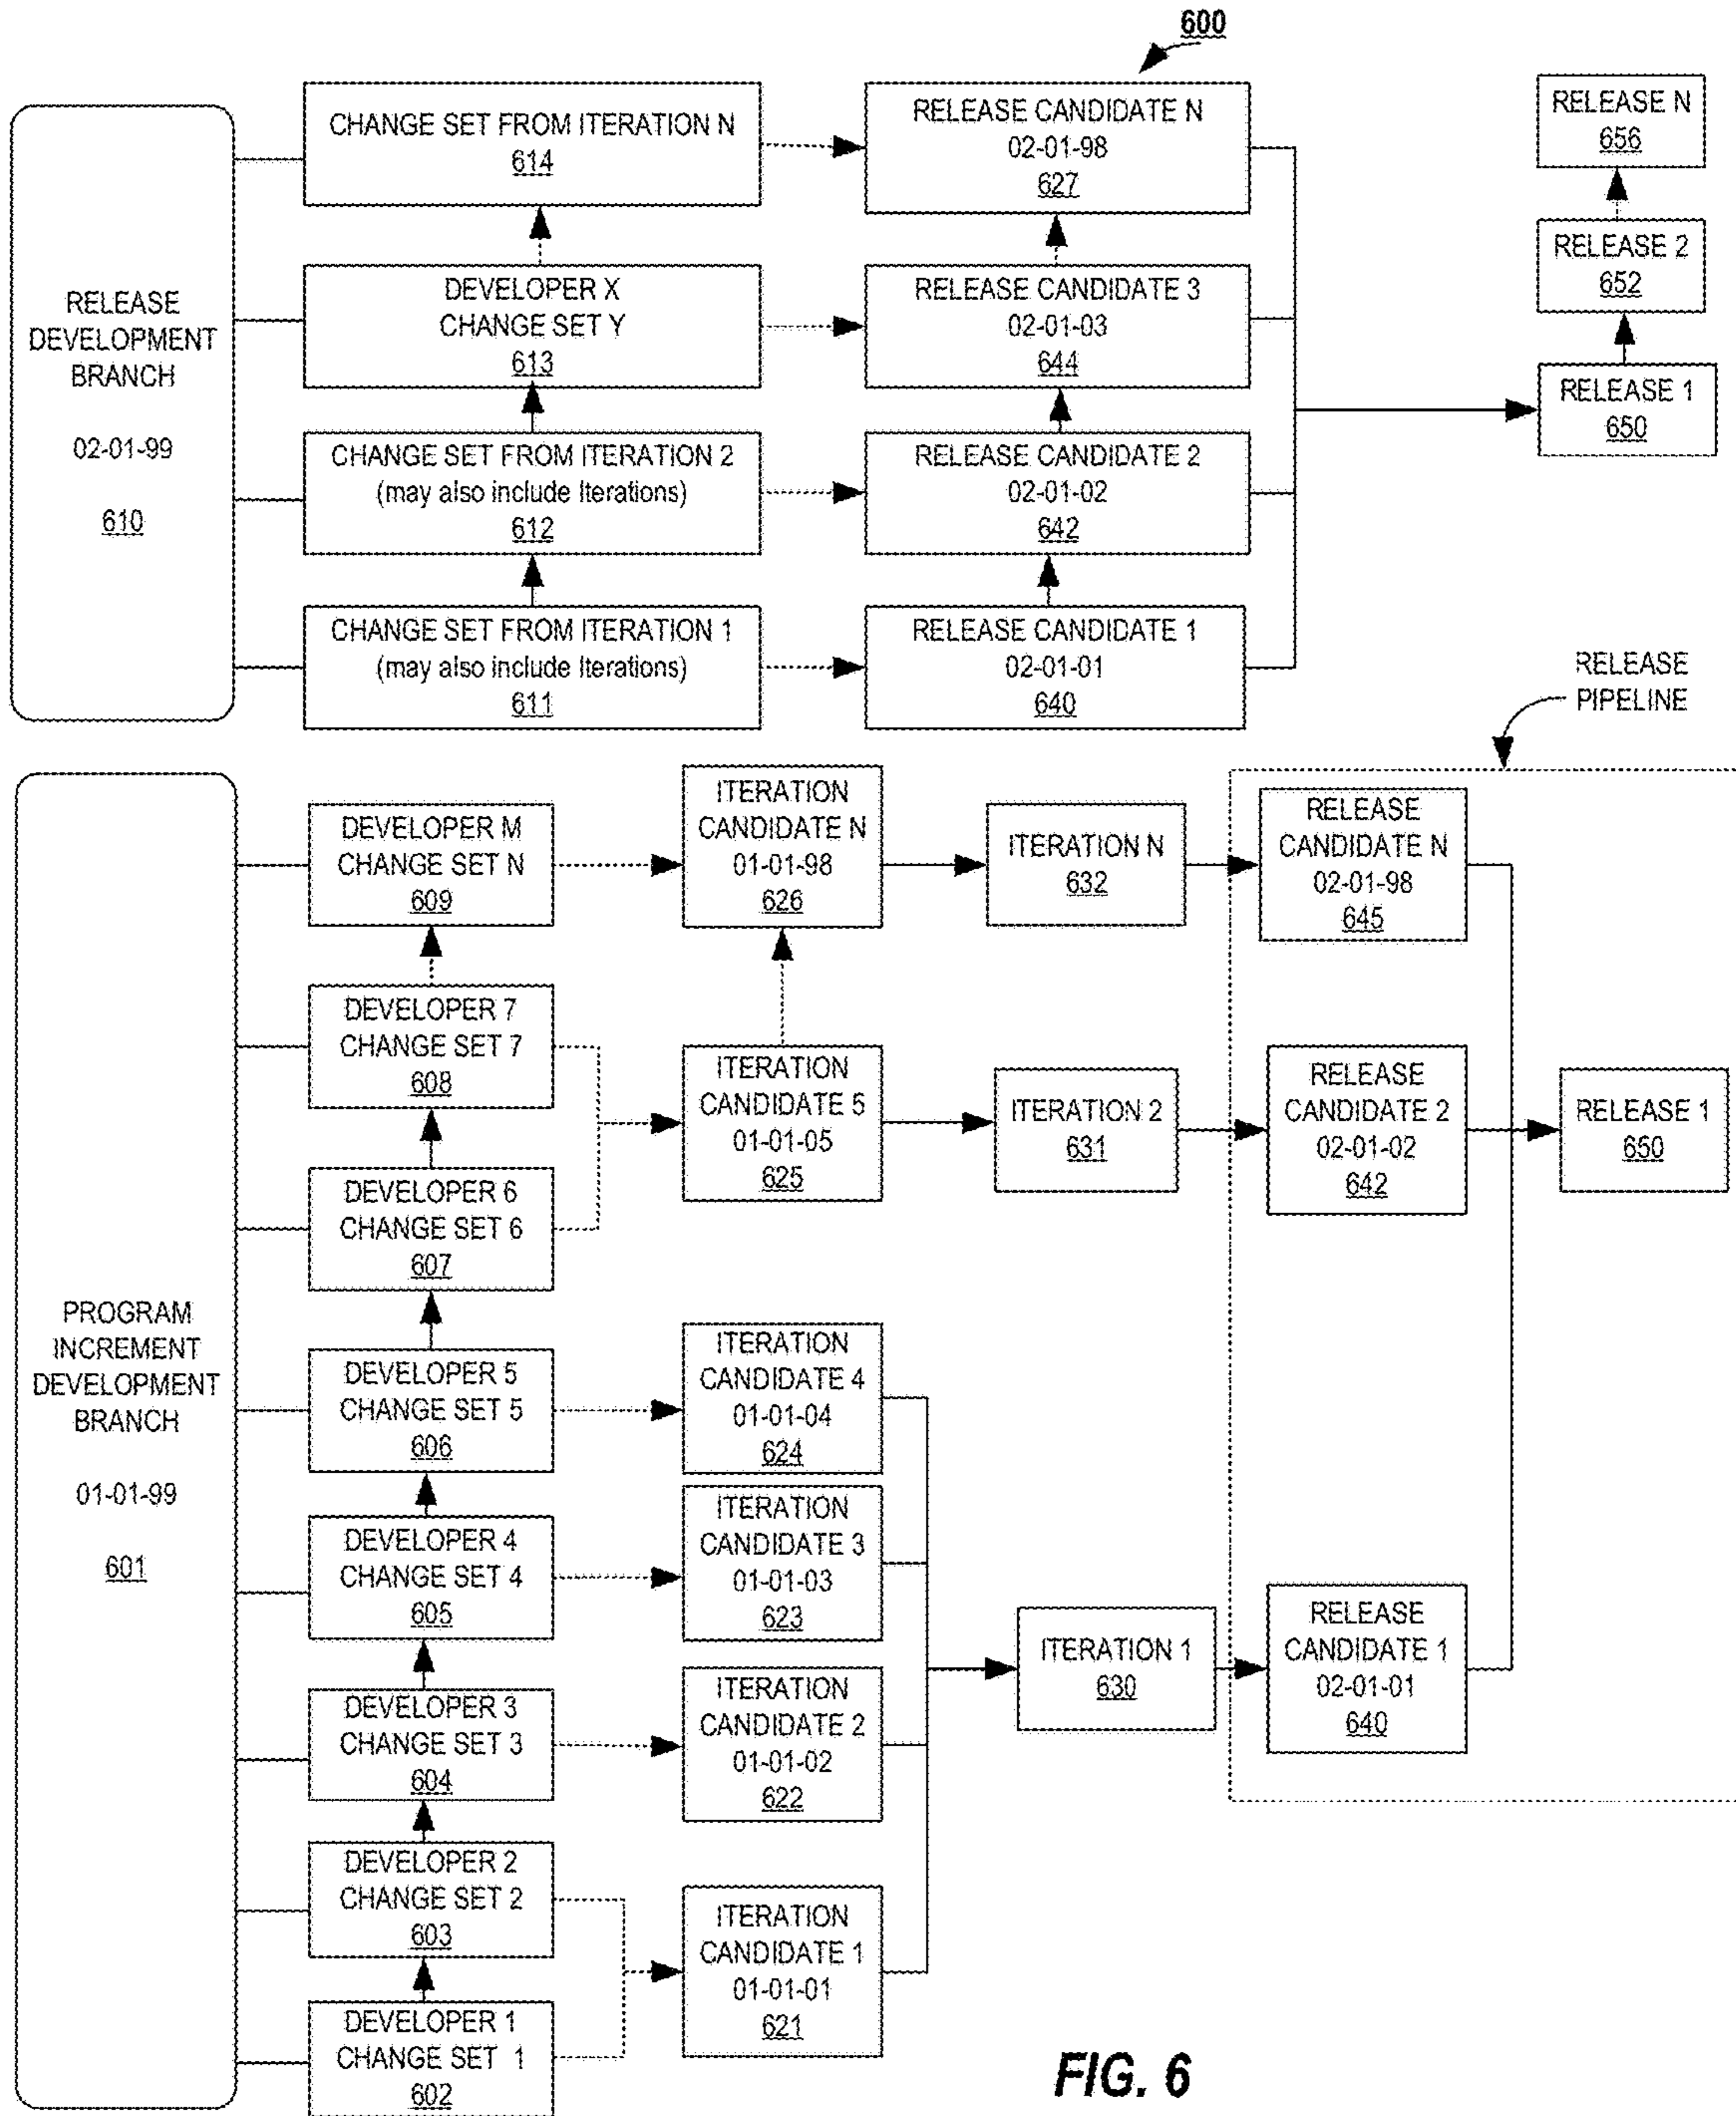 600
RELEASE
DEVELOPMENT
BRANCH
02-01-99
610
CHANGE SET FROM ITERATION N
614
RELEASE CANDIDATE N
02-01-98
627
RELEASE N
656
DEVELOPER X
CHANGE SET Y
613
RELEASE CANDIDATE 3
02-01-03
644
RELEASE 2
652
CHANGE SET FROM ITERATION 2
(may also include Iterations)
612
RELEASE CANDIDATE 2
02-01-02
642
RELEASE 1
650
CHANGE SET FROM ITERATION 1
(may also include Iterations)
611
RELEASE CANDIDATE 1
02-01-01
640
RELEASE
PIPELINE
PROGRAM
INCREMENT
DEVELOPMENT
BRANCH
01-01-99
601
DEVELOPER M
CHANGE SET N
609
ITERATION
CANDIDATE N
01-01-98
626
ITERATION N
632
RELEASE
CANDIDATE N
02-01-98
645
DEVELOPER 7
CHANGE SET 7
608
ITERATION
CANDIDATE 5
01-01-05
625
ITERATION 2
631
RELEASE
CANDIDATE 2
02-01-02
642
RELEASE 1
650
DEVELOPER 6
CHANGE SET 6
607
DEVELOPER 5
CHANGE SET 5
606
ITERATION
CANDIDATE 4
01-01-04
624
DEVELOPER 4
CHANGE SET 4
605
ITERATION
CANDIDATE 3
01-01-03
623
ITERATION 1
630
RELEASE
CANDIDATE 1
02-01-01
640
DEVELOPER 3
CHANGE SET 3
604
ITERATION
CANDIDATE 2
01-01-02
622
DEVELOPER 2
CHANGE SET 2
603
ITERATION
CANDIDATE 1
01-01-01
621
DEVELOPER 1
CHANGE SET 1
602
FIG. 6